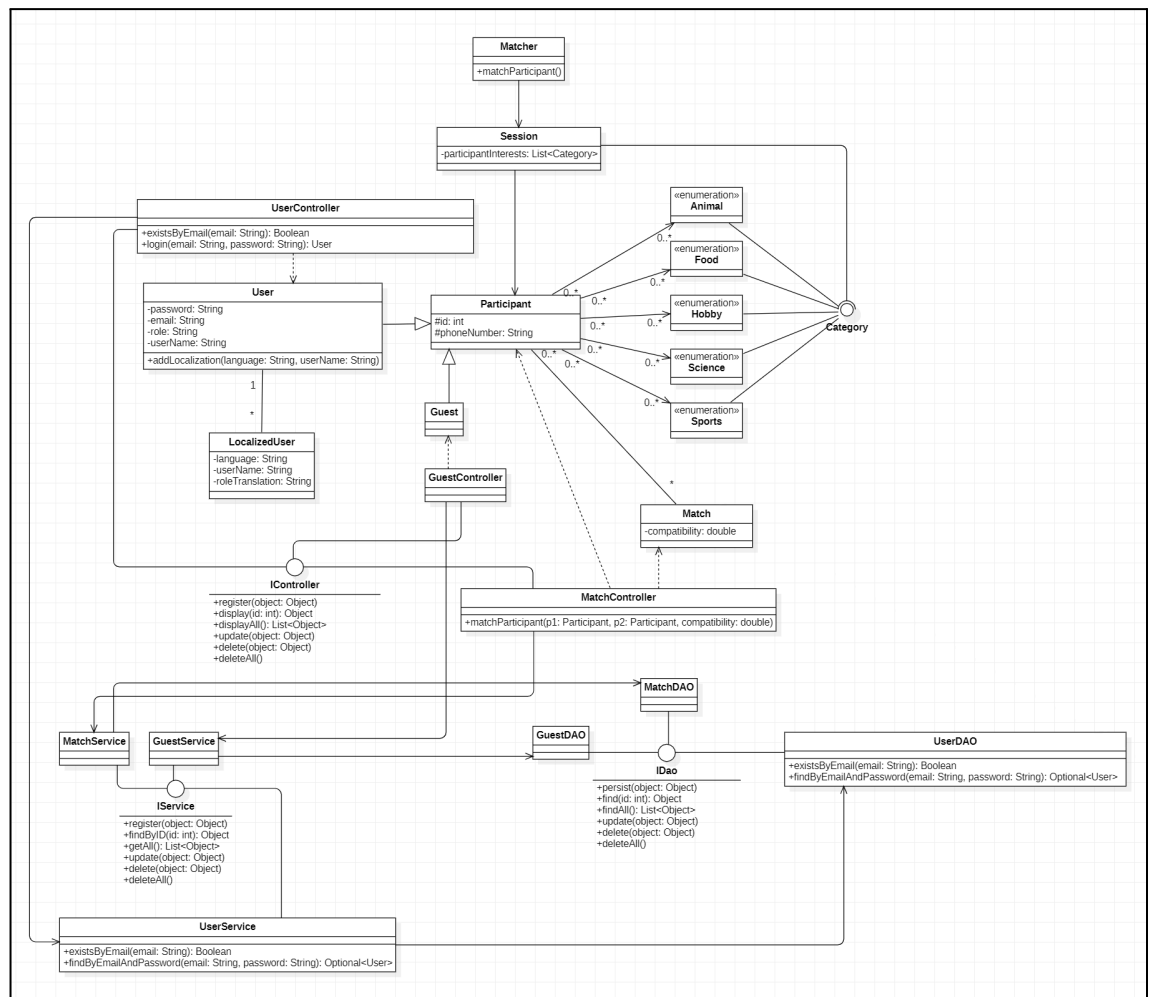 Matcher
+matchParticipant()
Session
-participantInterests: List<Category>
«enumeration»
Animal
0..*
«enumeration»
Food
0..*
0..*
0..*
«enumeration»
Hobby
0..*
0..*
Category
«enumeration»
Science
0..*
0..*
«enumeration»
Sports
0..*
0..*
0..*
UserController
+existsByEmail(email: String): Boolean
+login(email: String, password: String): User
User
-password: String
-email: String
-role: String
-userName: String
+addLocalization(language: String, userName: String)
1
*
LocalizedUser
-language: String
-userName: String
-roleTranslation: String
Participant
#id: int
#phoneNumber: String
Guest
GuestController
*
Match
-compatibility: double
IController
+register(object: Object)
+display(id: int): Object
+displayAll(): List<Object>
+update(object: Object)
+delete(object: Object)
+deleteAll()
MatchController
+matchParticipant(p1: Participant, p2: Participant, compatibility: double)
MatchDAO
MatchService
GuestService
GuestDAO
UserDAO
+existsByEmail(email: String): Boolean
+findByEmailAndPassword(email: String, password: String): Optional<User>
IDao
+persist(object: Object)
+find(id: int): Object
+findAll(): List<Object>
+update(object: Object)
+delete(object: Object)
+deleteAll()
IService
+register(object: Object)
+findByID(id: int): Object
+getAll(): List<Object>
+update(object: Object)
+delete(object: Object)
+deleteAll()
UserService
+existsByEmail(email: String): Boolean
+findByEmailAndPassword(email: String, password: String): Optional<User>